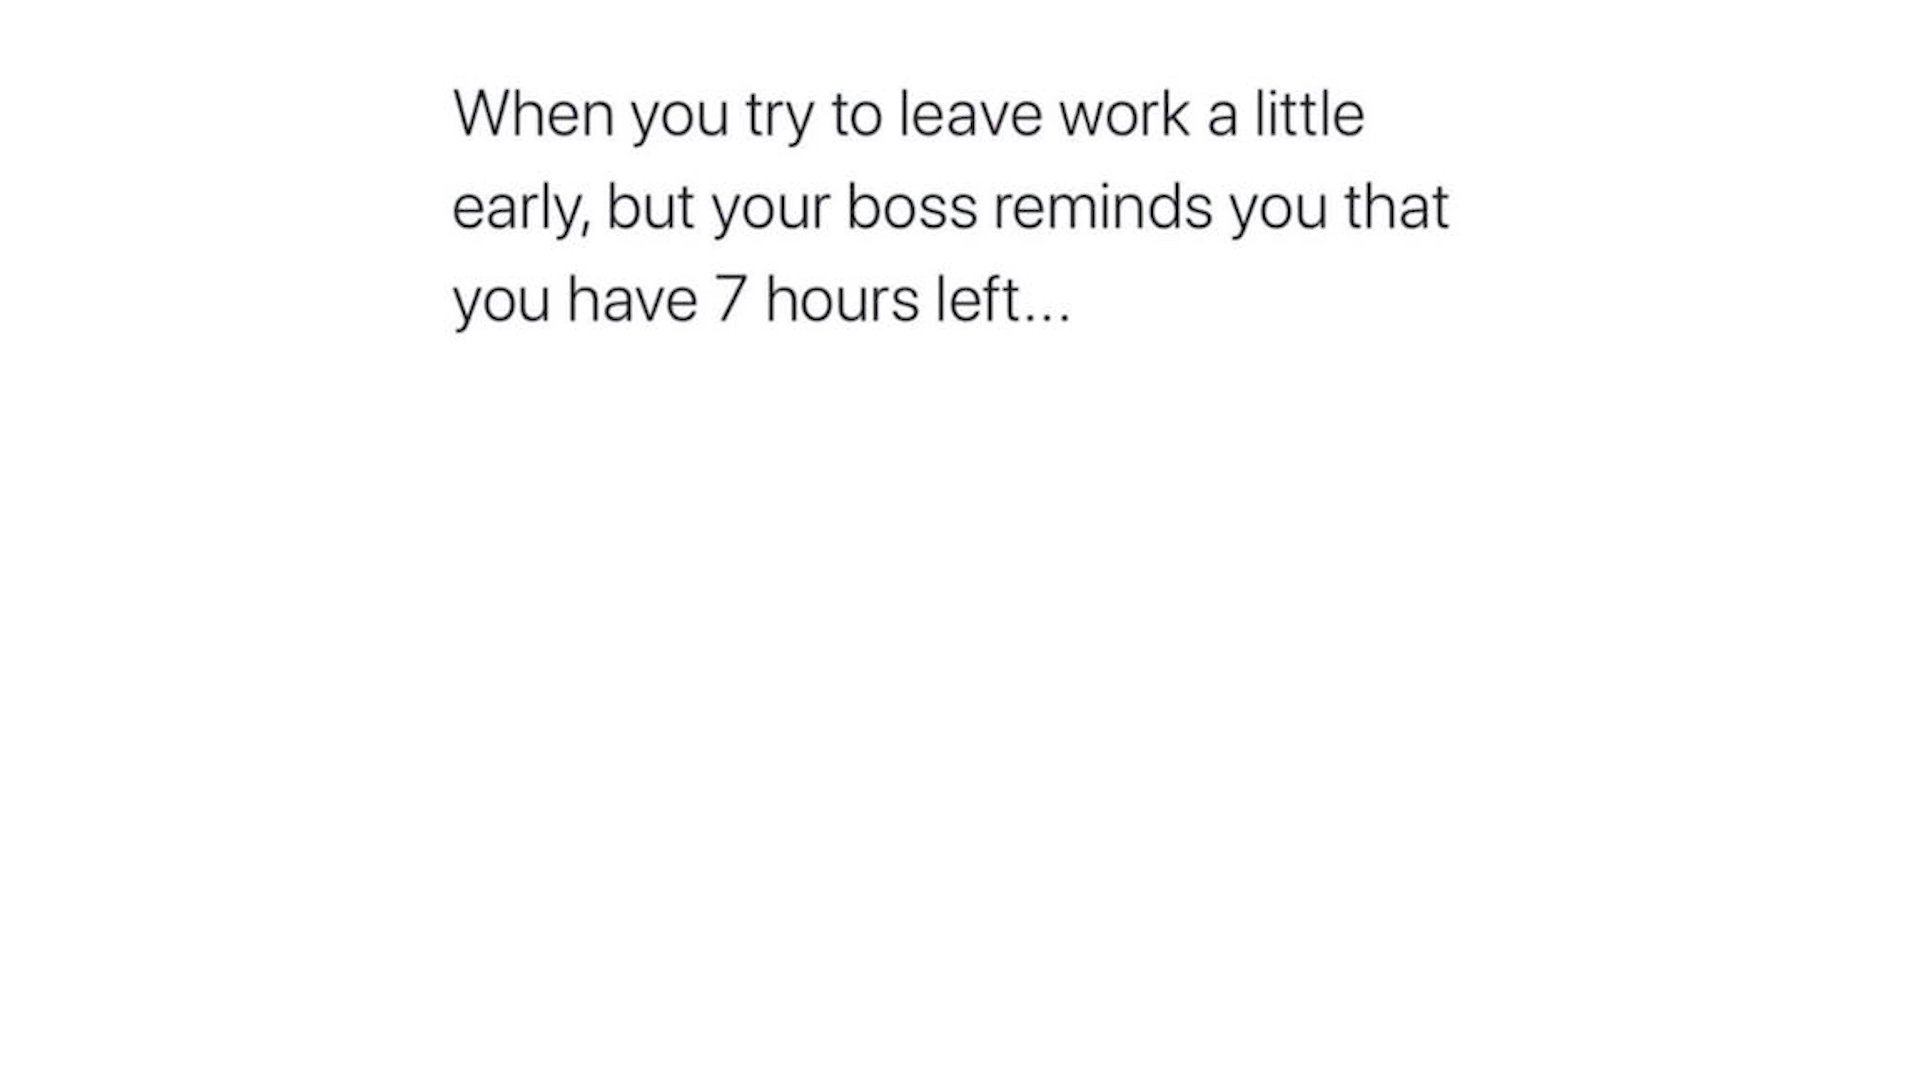 When you try to leave work a little
early, but your boss reminds you that
you have 7 hours left...